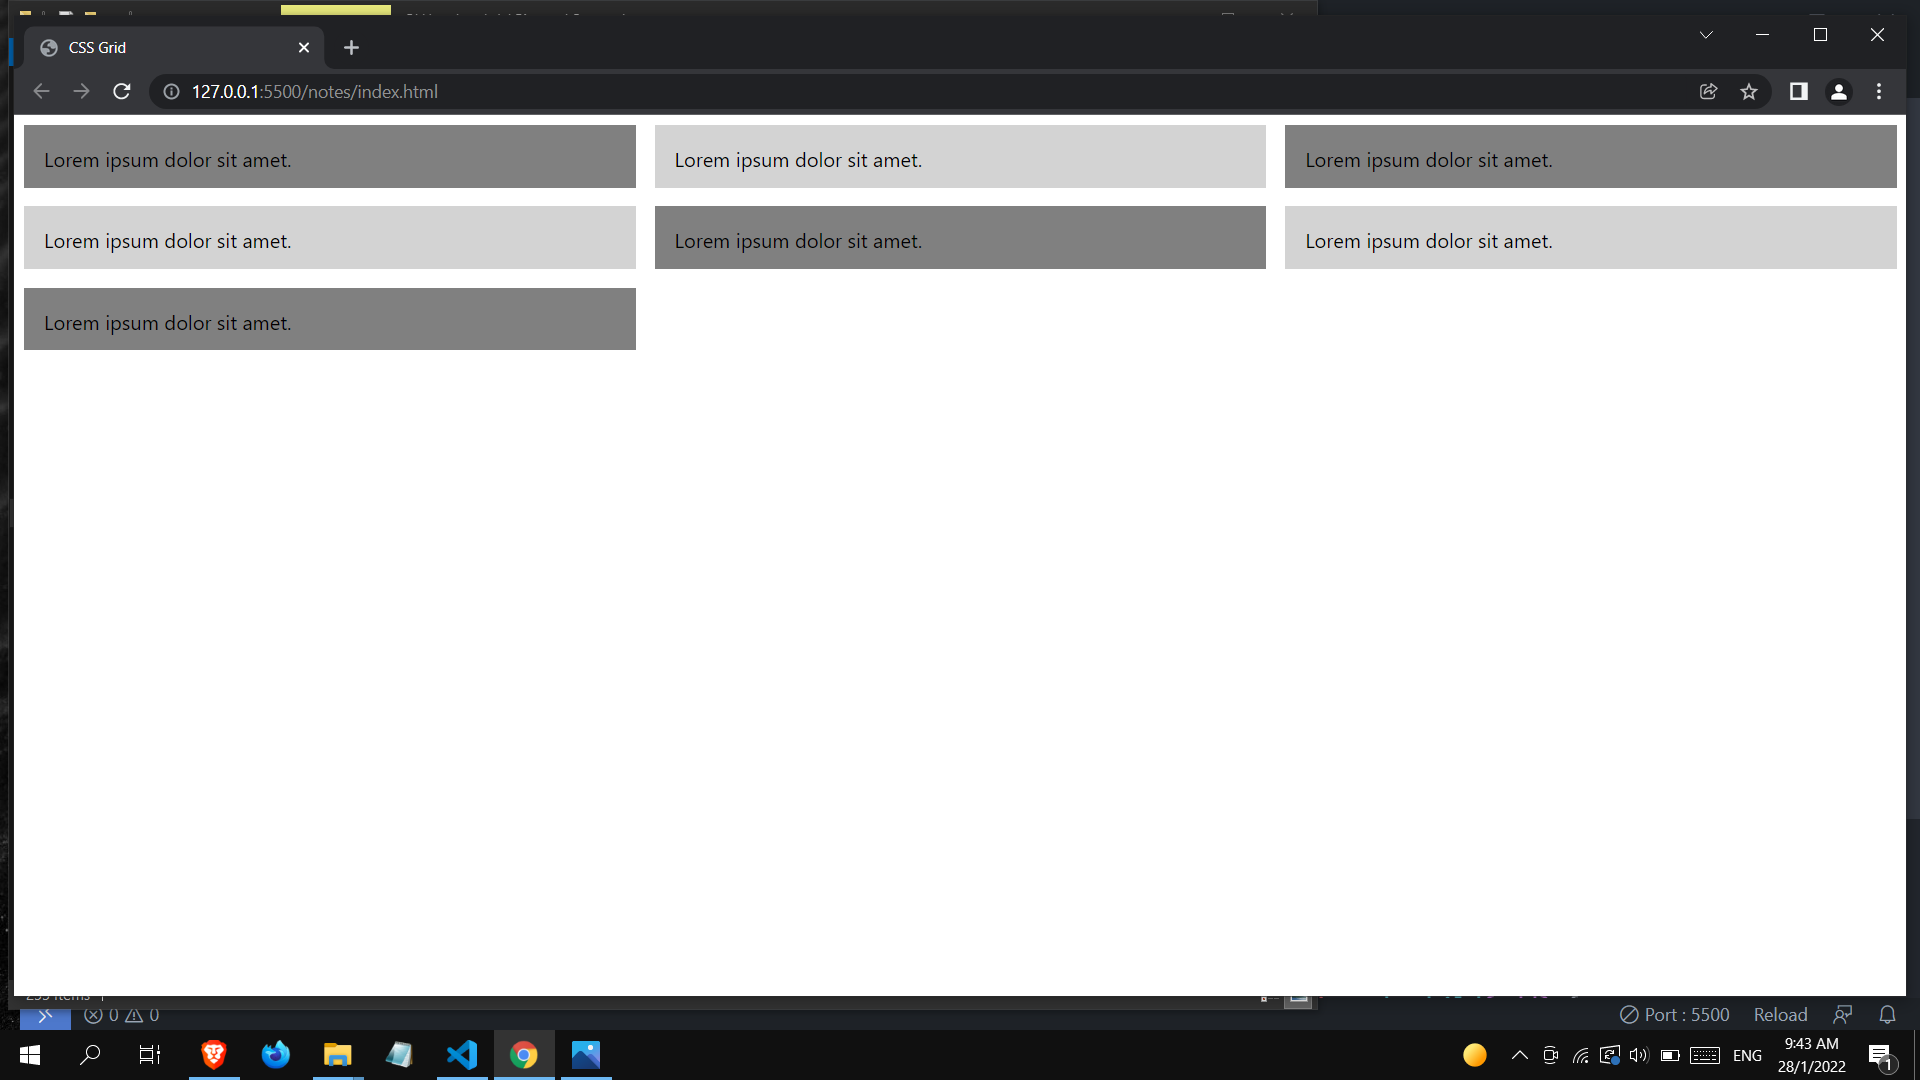 CSS Grid
127.0.0.1:5500/notes/index.html
Lorem ipsum dolor sit amet. Lorem ipsum dolor sit amet. Lorem ipsum dolor sit amet.
Lorem ipsum dolor sit amet. Lorem ipsum dolor sit amet. Lorem ipsum dolor sit amet.
Lorem ipsum dolor sit amet.
0 0 Port : 5500 Reload
ENG 9:43 AM
28/1/2022 1